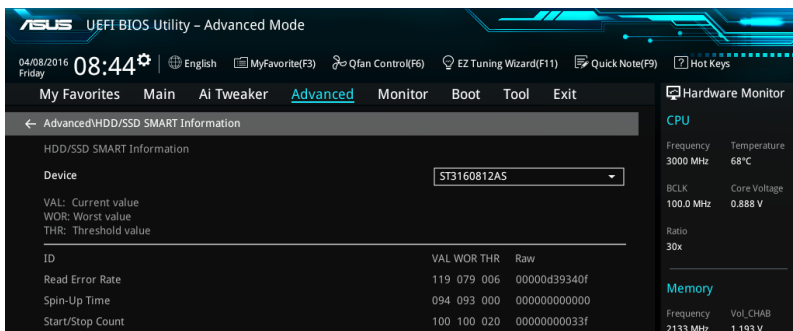 ASUS UEFI BIOS Utility – Advanced Mode
04/08/2016 Friday 08:44 English MyFavorite(F3) Qfan Control(F6) EZ Tuning Wizard(F11) Quick Note(F9) ? Hot Keys
My Favorites Main Ai Tweaker Advanced Monitor Boot Tool Exit
← Advanced\HDD/SSD SMART Information
HDD/SSD SMART Information
Device ST3160812AS
VAL: Current value
WOR: Worst value
THR: Threshold value
ID VAL WOR THR Raw
Read Error Rate 119 079 006 00000d39340f
Spin-Up Time 094 093 000 000000000000
Start/Stop Count 100 100 020 00000000033f
Hardware Monitor
CPU
Frequency Temperature
3000 MHz 68°C
BCLK Core Voltage
100.0 MHz 0.888 V
Ratio
30x
Memory
Frequency Vol_CHAB
2133 MHz 1.193 V